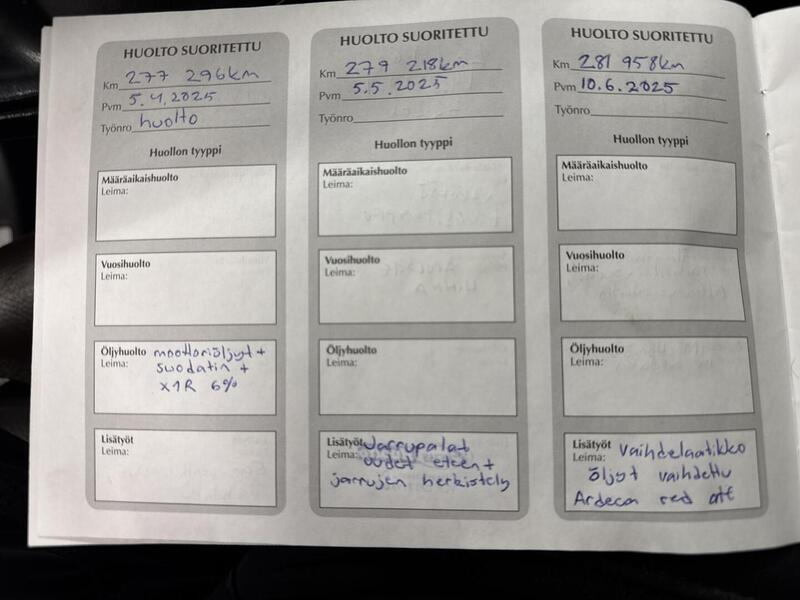 HUOLTO SUORITETTU
Km 277 296km
Pvm 5.4.2025
Työnro huolto
Huollon tyyppi
Määräaikaishuolto
Leima:
Vuosihuolto
Leima:
Öljyhuolto moottoriöljyt +
Leima: suodatin +
X1R 6%
Lisätyöt
Leima:
HUOLTO SUORITETTU
Km 279 218km
Pvm 5.5.2025
Työnro
Huollon tyyppi
Määräaikaishuolto
Leima:
Vuosihuolto
Leima:
Öljyhuolto
Leima:
Lisätyöt Jarrupalat
Leima: uudet eteen +
jarrujen herkistely
HUOLTO SUORITETTU
Km 281 958km
Pvm 10.6.2025
Työnro
Huollon tyyppi
Määräaikaishuolto
Leima:
Vuosihuolto
Leima:
Öljyhuolto
Leima:
Lisätyöt Vaihdelaatikko
Leima: öljyt vaihdettu
Ardeca red